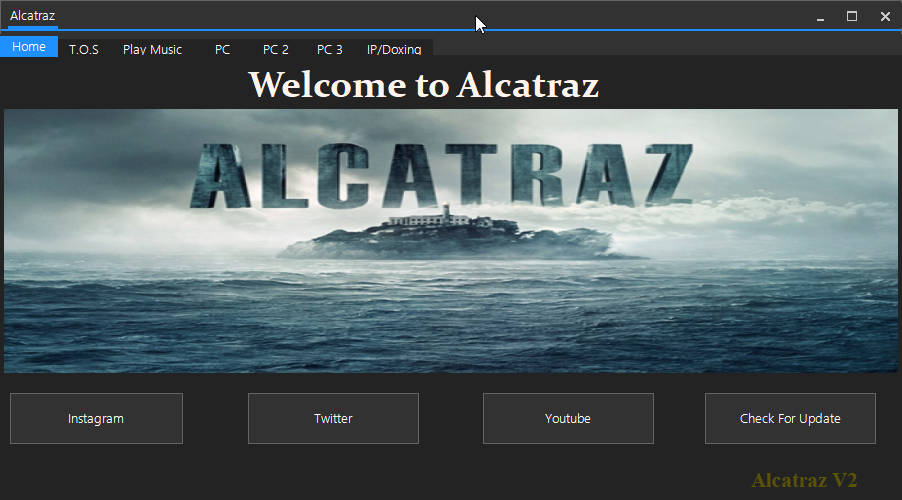 Alcatraz
Home T.O.S Play Music PC PC 2 PC 3 IP/Doxing
Welcome to Alcatraz
ALCATRAZ
Instagram Twitter Youtube Check For Update
Alcatraz V2